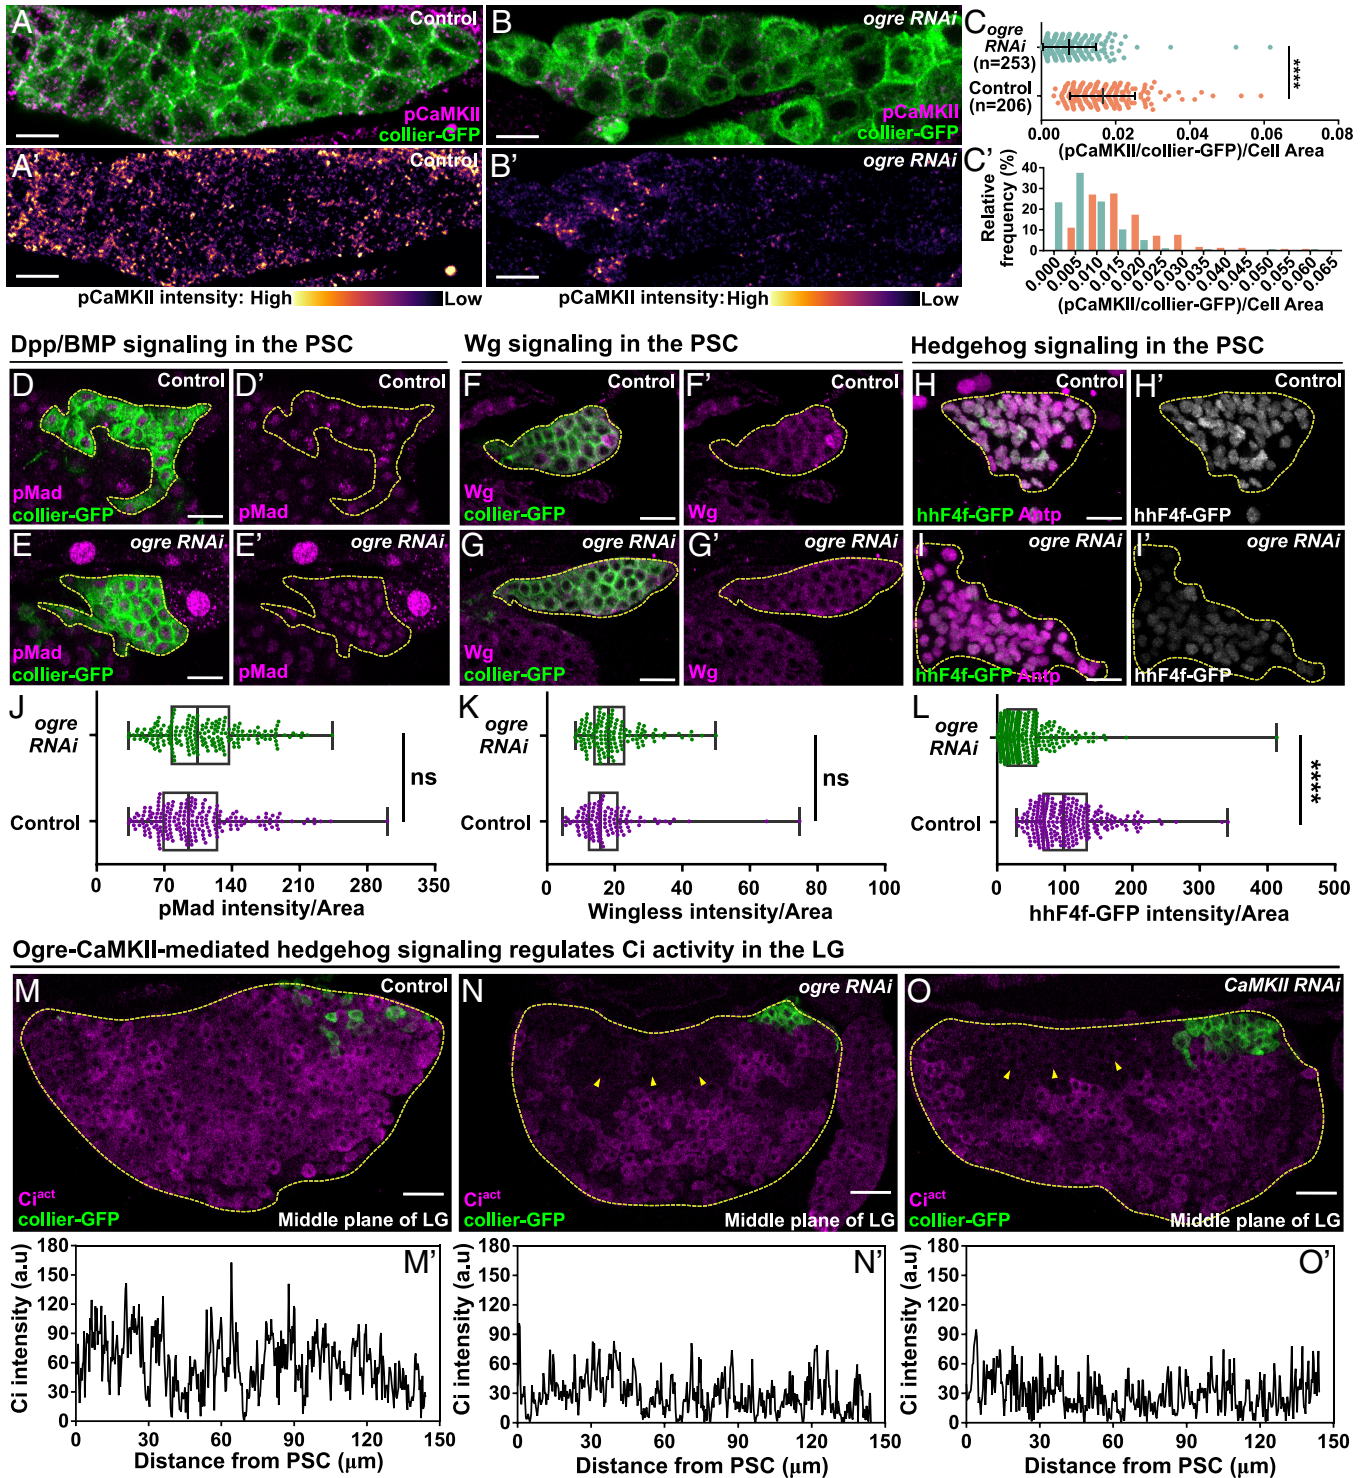 A
Control
pCaMKII
collier-GFP
B
ogre RNAi
pCaMKII
collier-GFP
C
ogre
RNAi
(n=253)
Control
(n=206)
****
0.00 0.02 0.04 0.06 0.08
(pCaMKII/collier-GFP)/Cell Area
A'
Control
B'
ogre RNAi
C'
Relative
frequency (%)
40
30
20
10
0
0.000 0.005 0.010 0.015 0.020 0.025 0.030 0.035 0.040 0.045 0.050 0.055 0.060 0.065
(pCaMKII/collier-GFP)/Cell Area
pCaMKII intensity: High Low
pCaMKII intensity: High Low
Dpp/BMP signaling in the PSC
Wg signaling in the PSC
Hedgehog signaling in the PSC
D
Control
pMad
collier-GFP
D'
Control
pMad
F
Control
Wg
collier-GFP
F'
Control
Wg
H
Control
hhF4f-GFP Antp
H'
Control
hhF4f-GFP
E
ogre RNAi
pMad
collier-GFP
E'
ogre RNAi
pMad
G
ogre RNAi
Wg
collier-GFP
G'
ogre RNAi
Wg
I
ogre RNAi
hhF4f-GFP Antp
I'
ogre RNAi
hhF4f-GFP
J
ogre
RNAi
Control
ns
0 70 140 210 280 350
pMad intensity/Area
K
ogre
RNAi
Control
ns
0 20 40 60 80 100
Wingless intensity/Area
L
ogre
RNAi
Control
****
0 100 200 300 400 500
hhF4f-GFP intensity/Area
Ogre-CaMKII-mediated hedgehog signaling regulates Ci activity in the LG
M
Control
Ciact
collier-GFP
Middle plane of LG
N
ogre RNAi
Ciact
collier-GFP
Middle plane of LG
O
CaMKII RNAi
Ciact
collier-GFP
Middle plane of LG
M'
Ci intensity (a.u)
180
150
120
90
60
30
0
0 30 60 90 120 150
Distance from PSC (μm)
N'
Ci intensity (a.u)
180
150
120
90
60
30
0
0 30 60 90 120 150
Distance from PSC (μm)
O'
Ci intensity (a.u)
180
150
120
90
60
30
0
0 30 60 90 120 150
Distance from PSC (μm)